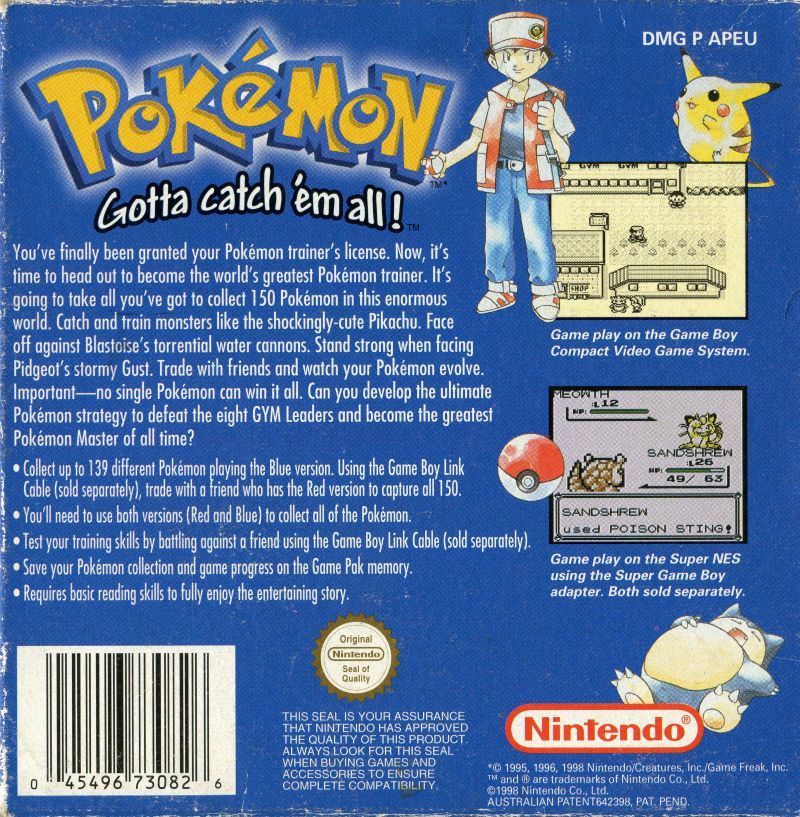 DMG P APEU
POKéMON
TM*
Gotta catch 'em all!
TM
You've finally been granted your Pokémon trainer's license. Now, it's
time to head out to become the world's greatest Pokémon trainer. It's
going to take all you've got to collect 150 Pokémon in this enormous
world. Catch and train monsters like the shockingly-cute Pikachu. Face
off against Blastoise's torrential water cannons. Stand strong when facing
Pidgeot's stormy Gust. Trade with friends and watch your Pokémon evolve.
Important—no single Pokémon can win it all. Can you develop the ultimate
Pokémon strategy to defeat the eight GYM Leaders and become the greatest
Pokémon Master of all time?
• Collect up to 139 different Pokémon playing the Blue version. Using the Game Boy Link
Cable (sold separately), trade with a friend who has the Red version to capture all 150.
• You'll need to use both versions (Red and Blue) to collect all of the Pokémon.
• Test your training skills by battling against a friend using the Game Boy Link Cable (sold separately).
• Save your Pokémon collection and game progress on the Game Pak memory.
• Requires basic reading skills to fully enjoy the entertaining story.
GYM GYM
SHOP
Game play on the Game Boy
Compact Video Game System.
MEOWTH
:L12
HP:
SANDSHREW
:L26
HP:
49/ 63
SANDSHREW
used POISON STING!
Game play on the Super NES
using the Super Game Boy
adapter. Both sold separately.
0 45496 73082 6
Original
Nintendo
Seal of
Quality
THIS SEAL IS YOUR ASSURANCE
THAT NINTENDO HAS APPROVED
THE QUALITY OF THIS PRODUCT.
ALWAYS LOOK FOR THIS SEAL
WHEN BUYING GAMES AND
ACCESSORIES TO ENSURE
COMPLETE COMPATIBILITY.
Nintendo®
*© 1995, 1996, 1998 Nintendo/Creatures, inc./Game Freak, Inc.
TM and ® are trademarks of Nintendo Co., Ltd.
©1998 Nintendo Co., Ltd.
AUSTRALIAN PATENT642398, PAT. PEND.